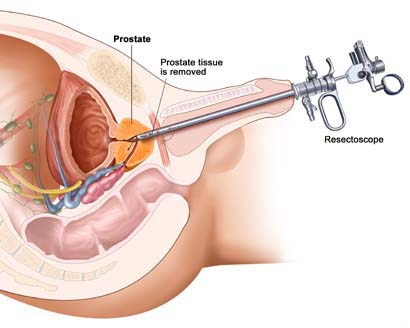 Prostate
Prostate tissue
is removed
Resectoscope